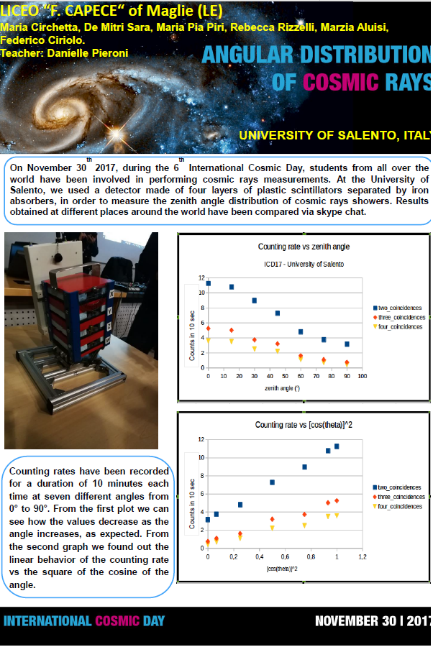 LICEO "F. CAPECE" of Maglie (LE)
Maria Circhetta, De Mitri Sara, Maria Pia Piri, Rebecca Rizzelli, Marzia Aluisi,
Federico Ciriolo.
Teacher: Danielle Pieroni
ANGULAR DISTRIBUTION
OF COSMIC RAYS
UNIVERSITY OF SALENTO, ITALY
On November 30th 2017, during the 6th International Cosmic Day, students from all over the
world have been involved in performing cosmic rays measurements. At the University of
Salento, we used a detector made of four layers of plastic scintillators separated by iron
absorbers, in order to measure the zenith angle distribution of cosmic rays showers. Results
obtained at different places around the world have been compared via skype chat.
Counting rate vs zenith angle
ICD17 - University of Salento
Counts in 10 sec
12
10
8
6
4
2
0
0 10 20 30 40 50 60 70 80 90 100
zenith angle (°)
two_coincidences
three_coincidences
four_coincidences
Counting rate vs [cos(theta)]^2
Counts in 10 sec
12
10
8
6
4
2
0
0 0,2 0,4 0,6 0,8 1 1,2
[cos(theta)]^2
two_coincidences
three_coincidences
four_coincidences
Counting rates have been recorded
for a duration of 10 minutes each
time at seven different angles from
0° to 90°. From the first plot we can
see how the values decrease as the
angle increases, as expected. From
the second graph we found out the
linear behavior of the counting rate
vs the square of the cosine of the
angle.
INTERNATIONAL COSMIC DAY
NOVEMBER 30 | 2017